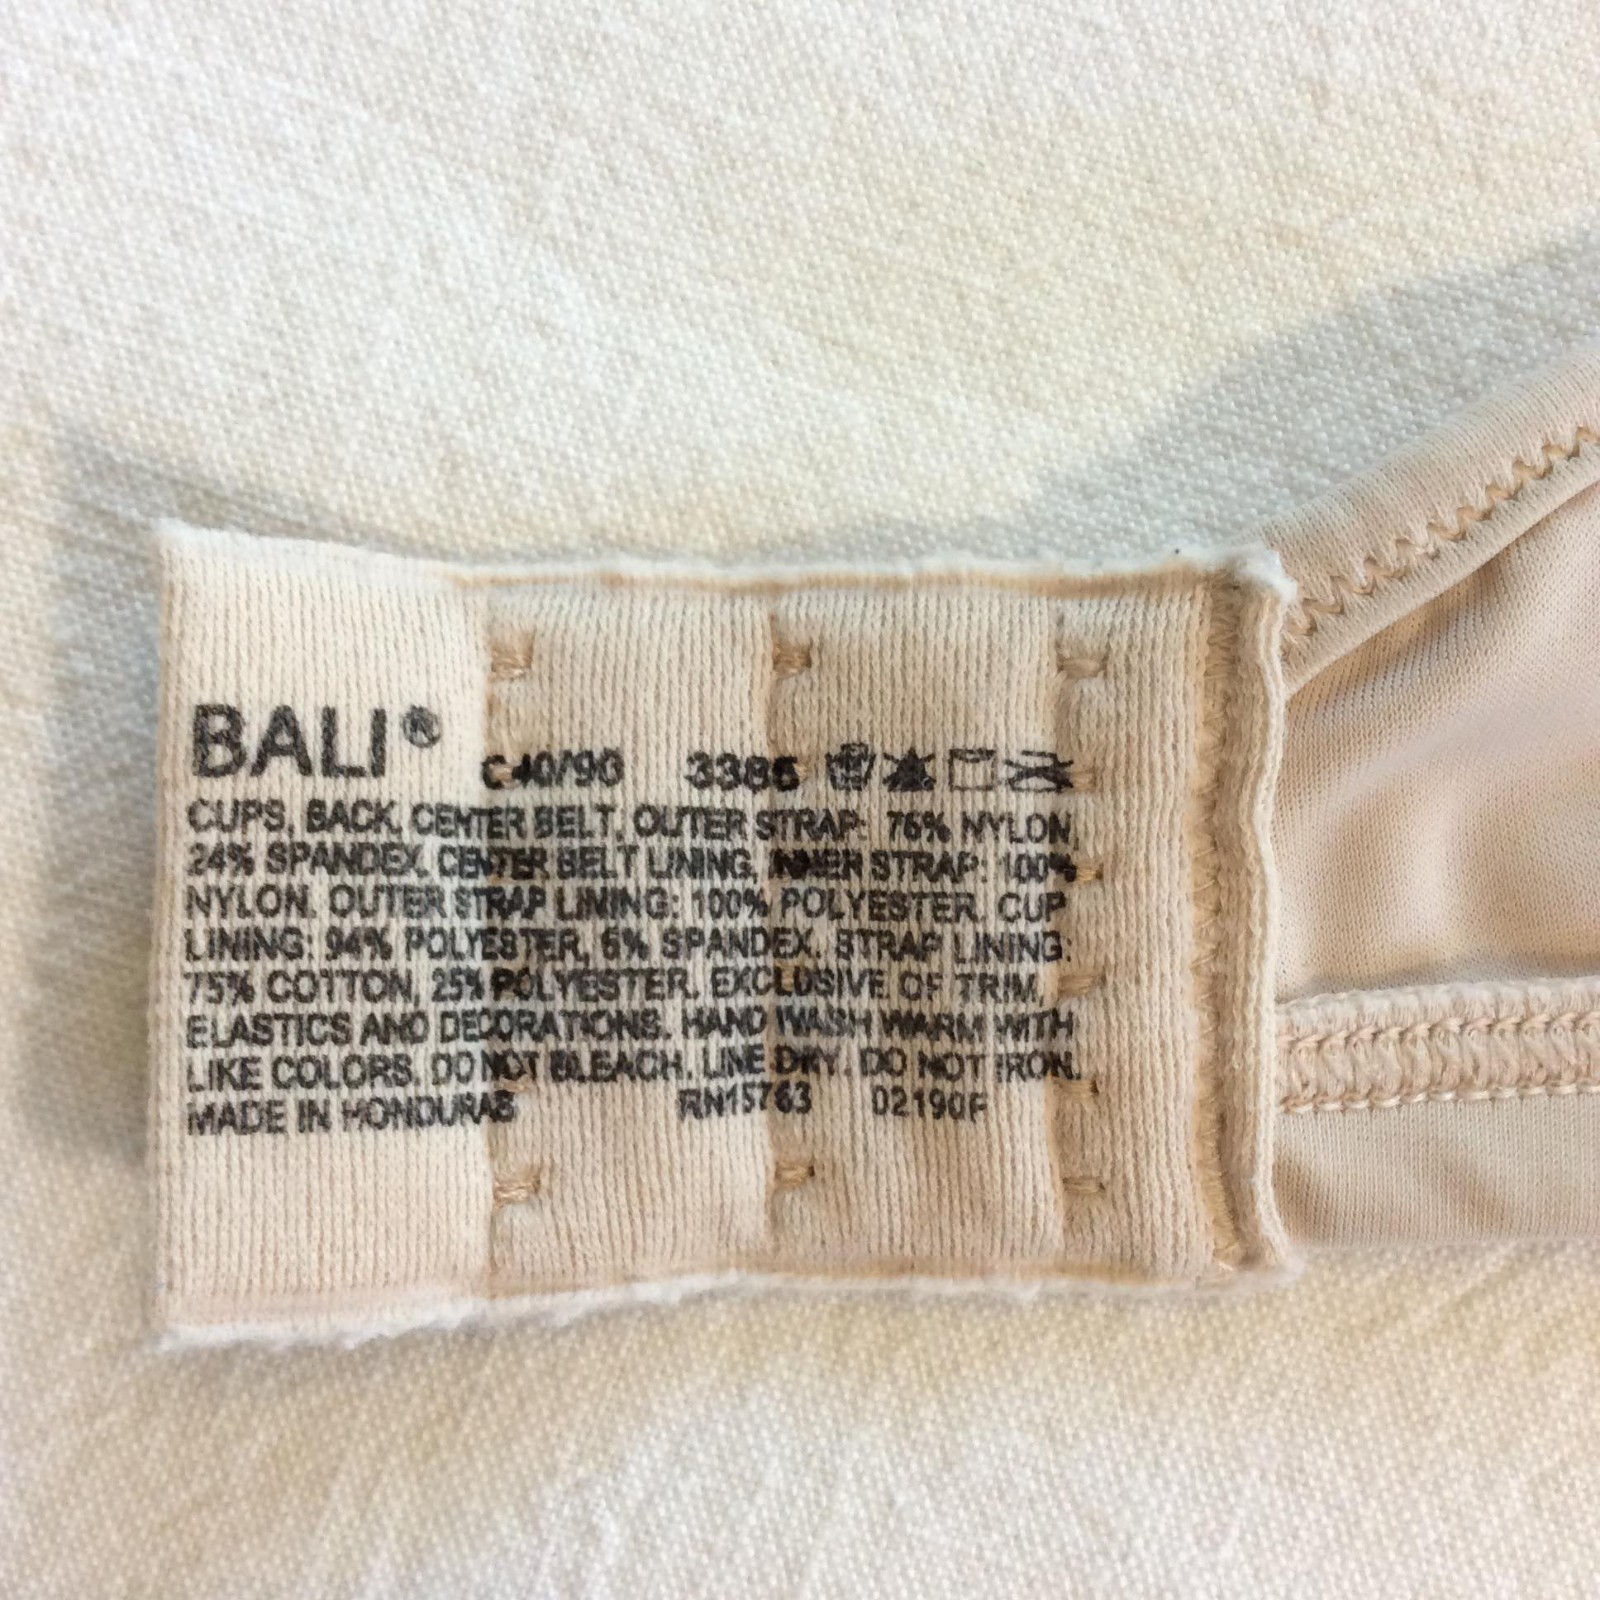 BALI®
C40/90 3385
CUPS, BACK, CENTER BELT, OUTER STRAP: 76% NYLON,
24% SPANDEX. CENTER BELT LINING, INNER STRAP: 100%
NYLON. OUTER STRAP LINING: 100% POLYESTER. CUP
LINING: 94% POLYESTER, 6% SPANDEX. STRAP LINING:
75% COTTON, 25% POLYESTER. EXCLUSIVE OF TRIM,
ELASTICS AND DECORATIONS. HAND WASH WARM WITH
LIKE COLORS. DO NOT BLEACH. LINE DRY. DO NOT IRON.
MADE IN HONDURAS RN15763 02190F